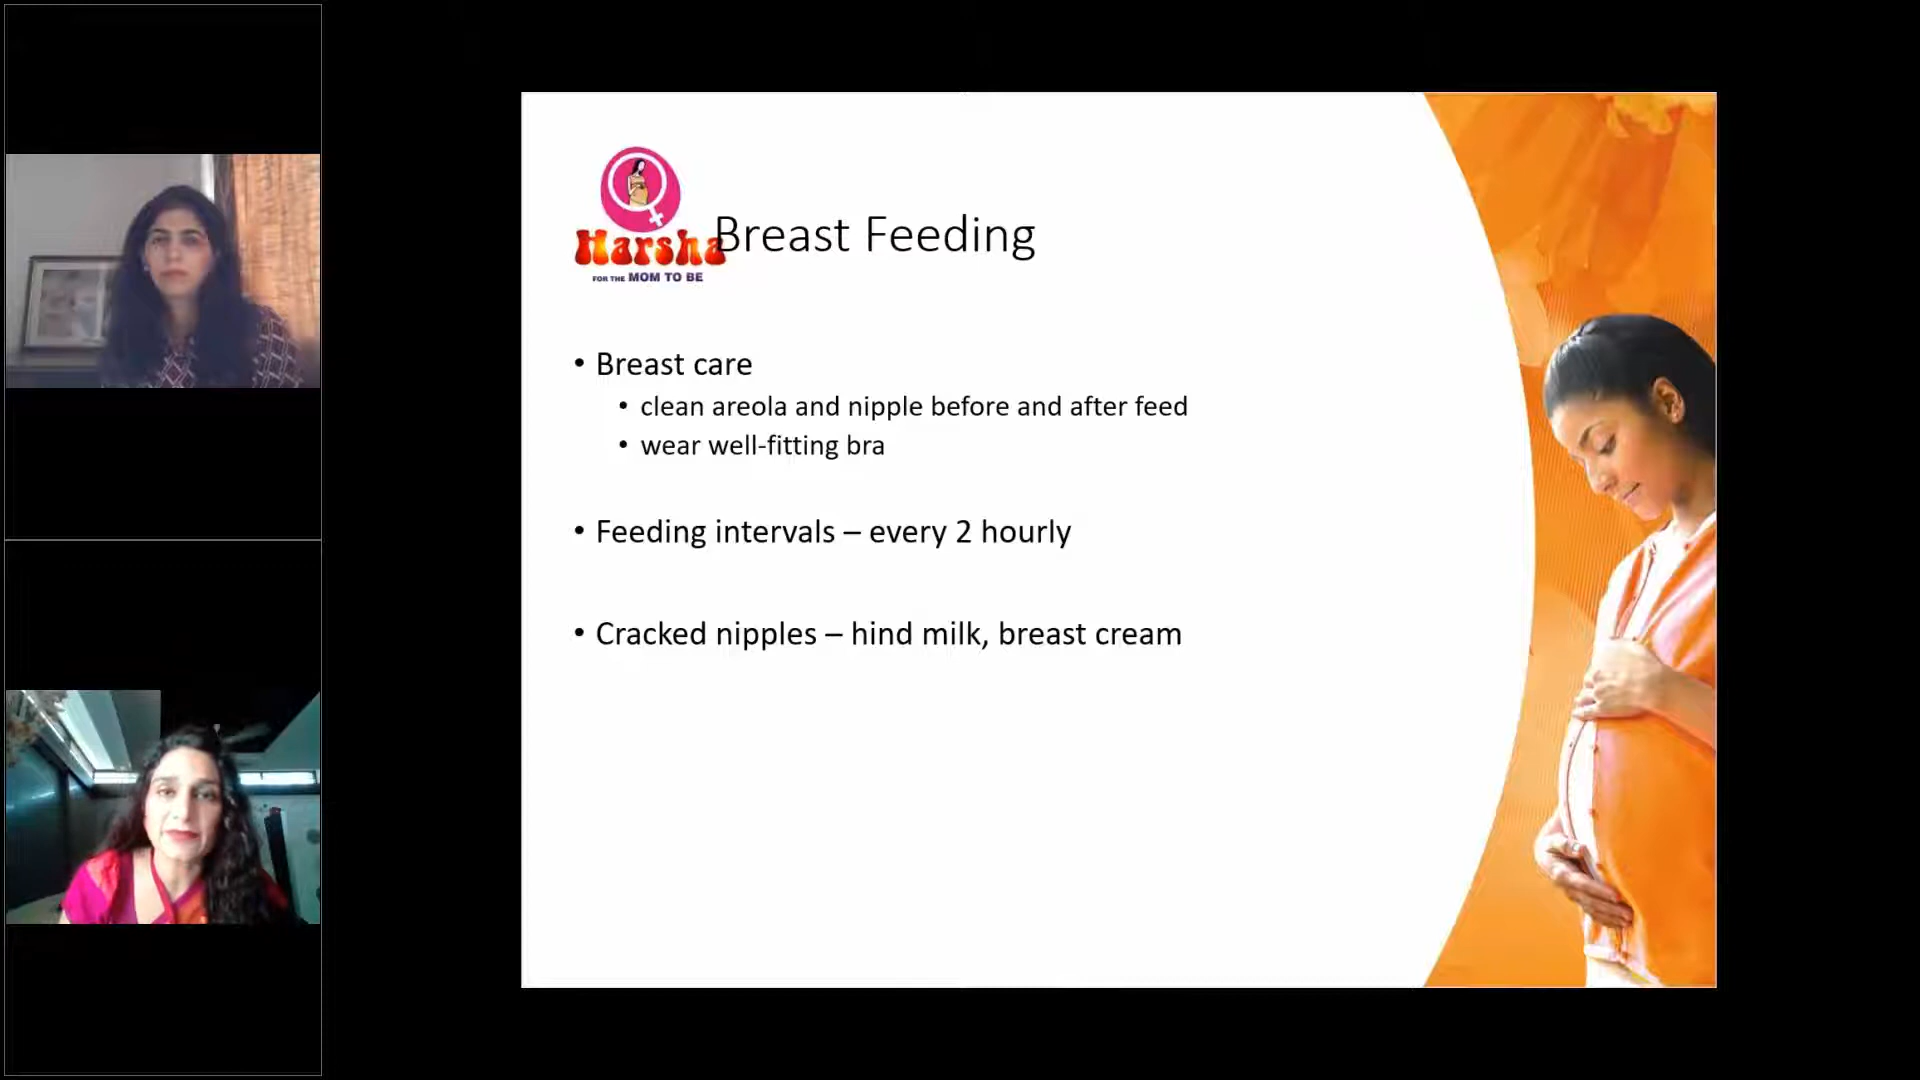 Harsha
FOR THE MOM TO BE
Breast Feeding
• Breast care
• clean areola and nipple before and after feed
• wear well-fitting bra
• Feeding intervals – every 2 hourly
• Cracked nipples – hind milk, breast cream